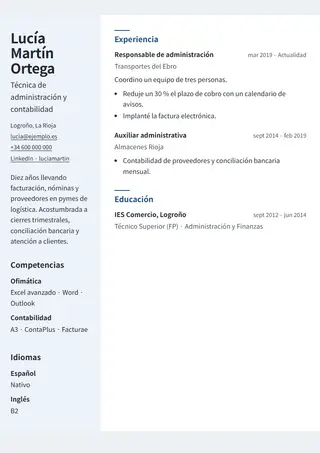 Lucía
Martín
Ortega
Técnica de
administración y
contabilidad
Logroño, La Rioja
lucia@ejemplo.es
+34 600 000 000
LinkedIn · luciamartin
Diez años llevando
facturación, nóminas y
proveedores en pymes de
logística. Acostumbrada a
cierres trimestrales,
conciliación bancaria y
atención a clientes.
Competencias
Ofimática
Excel avanzado · Word ·
Outlook
Contabilidad
A3 · ContaPlus · Facturae
Idiomas
Español
Nativo
Inglés
B2
Experiencia
Responsable de administración mar 2019 – Actualidad
Transportes del Ebro
Coordino un equipo de tres personas.
• Reduje un 30 % el plazo de cobro con un calendario de
avisos.
• Implanté la factura electrónica.
Auxiliar administrativa sept 2014 – feb 2019
Almacenes Rioja
• Contabilidad de proveedores y conciliación bancaria
mensual.
Educación
IES Comercio, Logroño sept 2012 – jun 2014
Técnico Superior (FP) · Administración y Finanzas